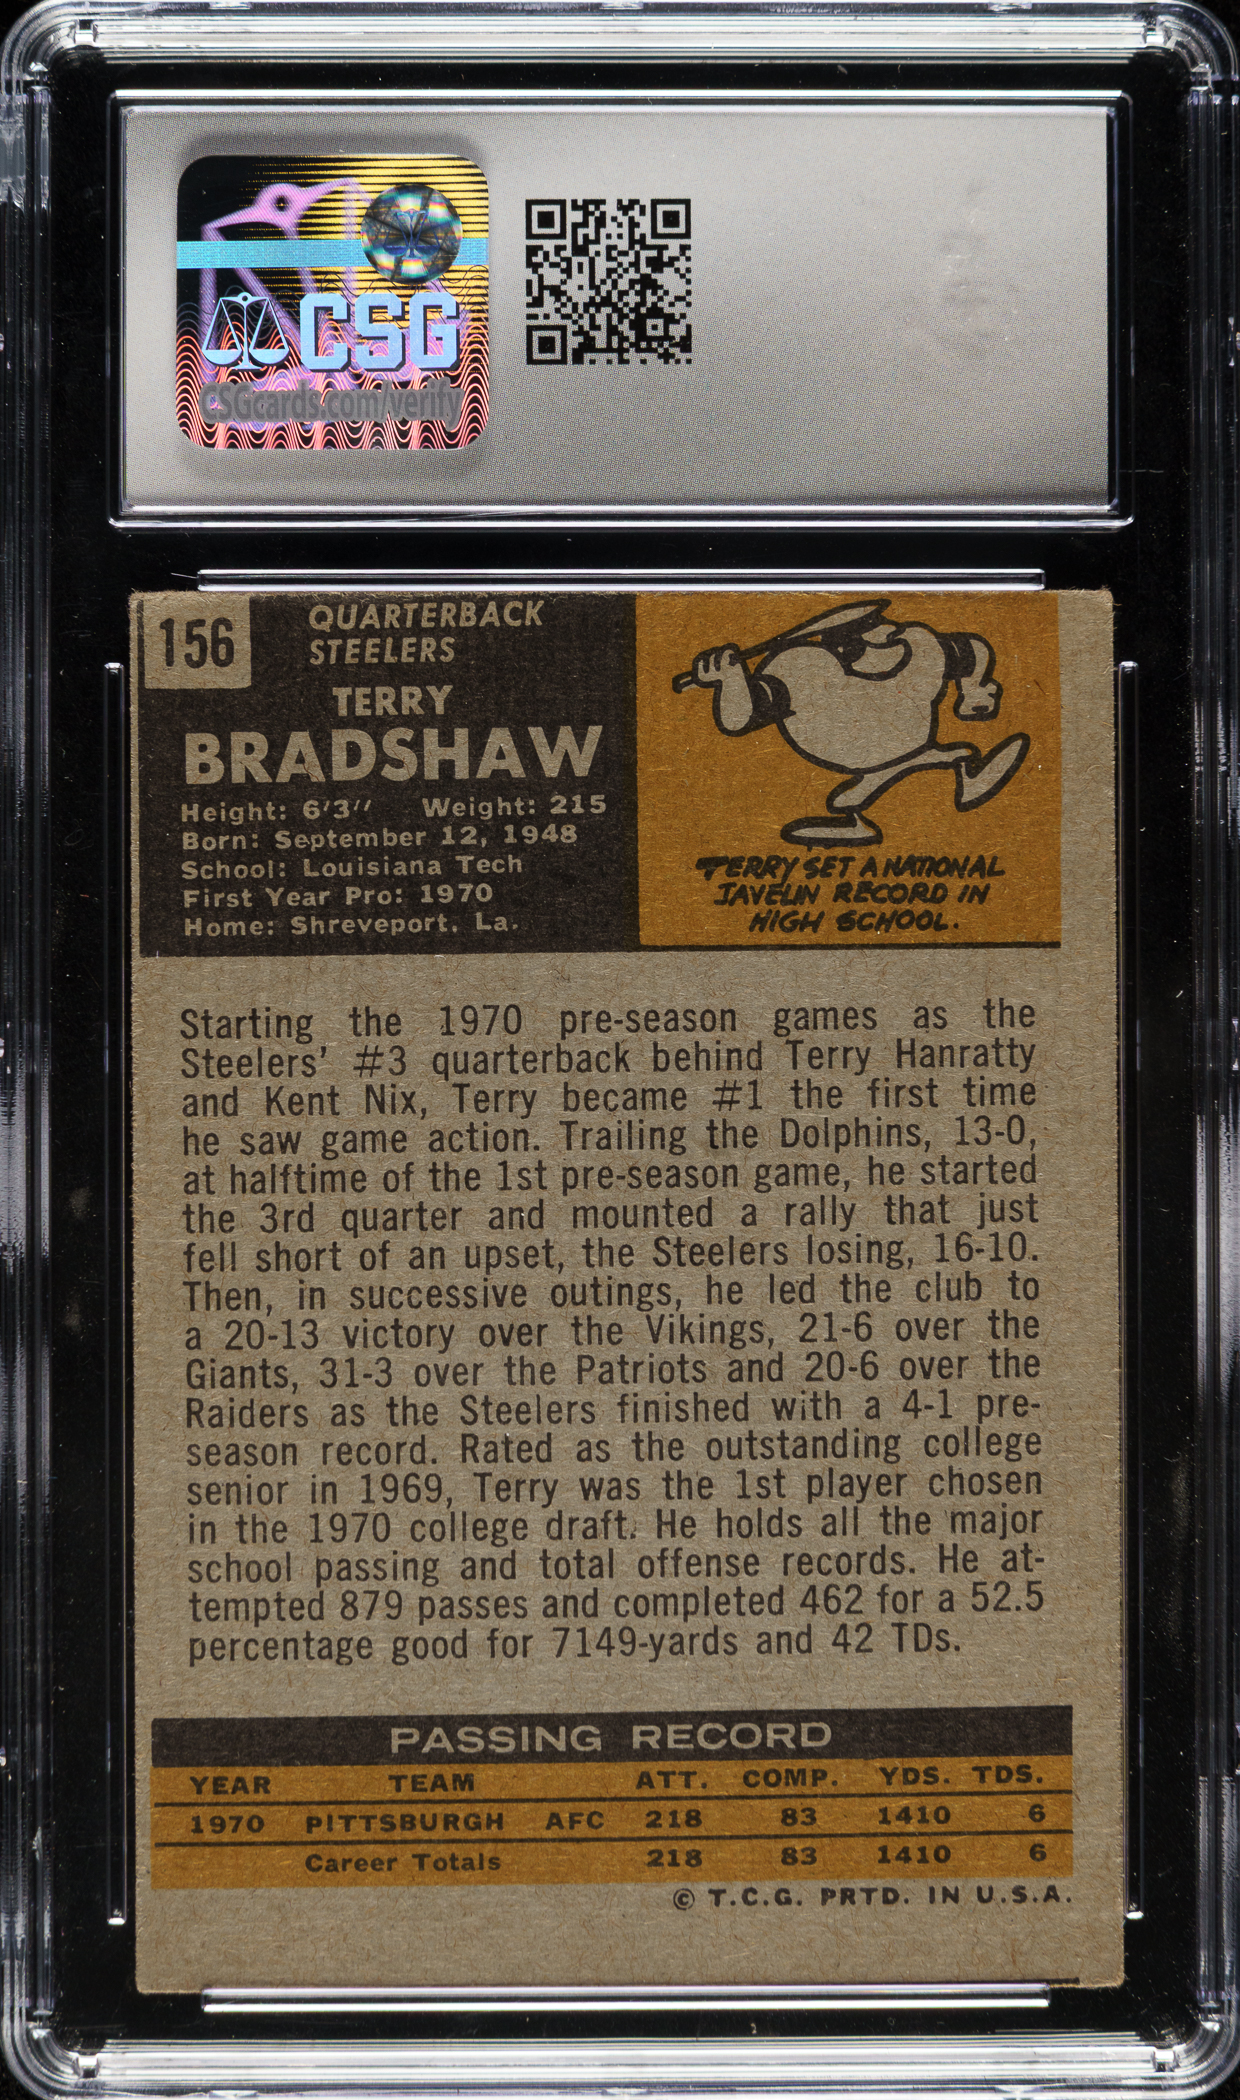 CSG
CSGcards.com/verify
156
QUARTERBACK
STEELERS
TERRY
BRADSHAW
Height: 6'3'' Weight: 215
Born: September 12, 1948
School: Louisiana Tech
First Year Pro: 1970
Home: Shreveport, La.
TERRY SET A NATIONAL
JAVELIN RECORD IN
HIGH SCHOOL.
Starting the 1970 pre-season games as the
Steelers' #3 quarterback behind Terry Hanratty
and Kent Nix, Terry became #1 the first time
he saw game action. Trailing the Dolphins, 13-0,
at halftime of the 1st pre-season game, he started
the 3rd quarter and mounted a rally that just
fell short of an upset, the Steelers losing, 16-10.
Then, in successive outings, he led the club to
a 20-13 victory over the Vikings, 21-6 over the
Giants, 31-3 over the Patriots and 20-6 over the
Raiders as the Steelers finished with a 4-1 pre-
season record. Rated as the outstanding college
senior in 1969, Terry was the 1st player chosen
in the 1970 college draft. He holds all the major
school passing and total offense records. He at-
tempted 879 passes and completed 462 for a 52.5
percentage good for 7149-yards and 42 TDs.
PASSING RECORD
YEAR TEAM ATT. COMP. YDS. TDS.
1970 PITTSBURGH AFC 218 83 1410 6
Career Totals 218 83 1410 6
© T.C.G. PRTD. IN U.S.A.